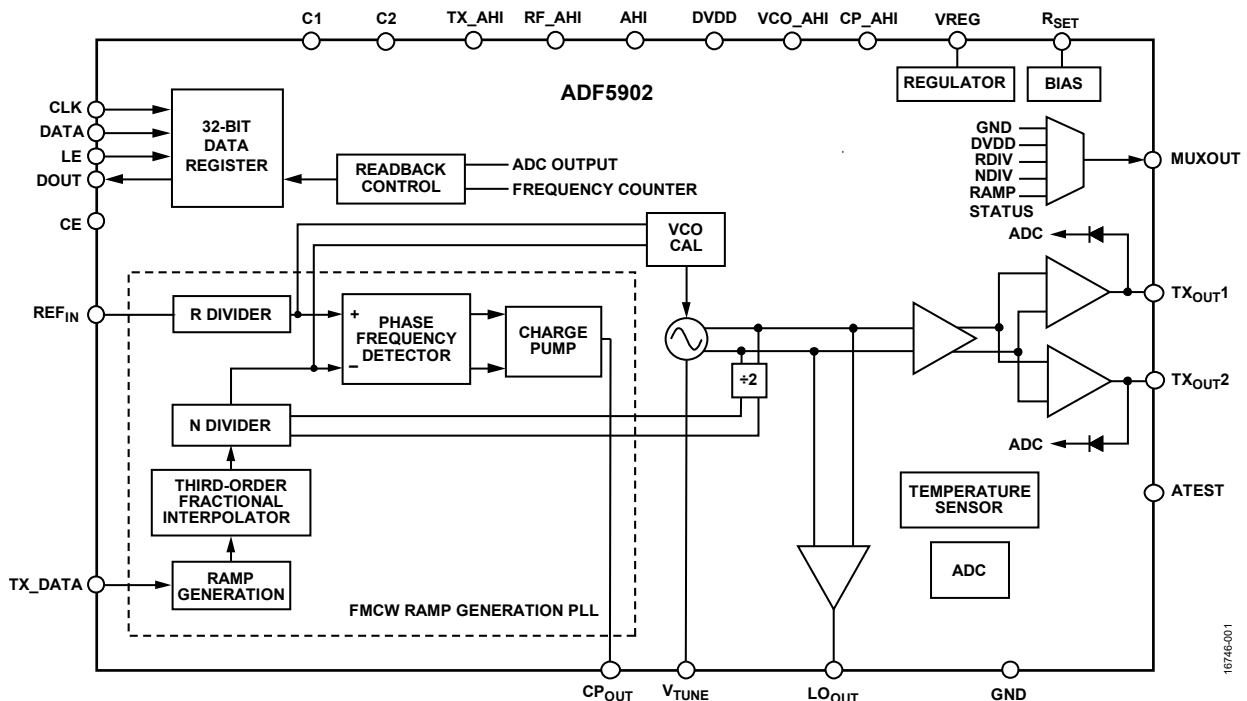 C1
C2
TX_AHI
RF_AHI
AHI
DVDD
VCO_AHI
CP_AHI
VREG
RSET
REGULATOR
BIAS
ADF5902
CLK
DATA
LE
DOUT
CE
32-BIT
DATA
REGISTER
READBACK
CONTROL
ADC OUTPUT
FREQUENCY COUNTER
GND
DVDD
RDIV
NDIV
RAMP
STATUS
MUXOUT
VCO
CAL
ADC
REFIN
R DIVIDER
+
−
PHASE
FREQUENCY
DETECTOR
CHARGE
PUMP
÷2
TXOUT1
TXOUT2
ADC
N DIVIDER
THIRD-ORDER
FRACTIONAL
INTERPOLATOR
TEMPERATURE
SENSOR
ATEST
ADC
TX_DATA
RAMP
GENERATION
FMCW RAMP GENERATION PLL
CPOUT
VTUNE
LOOUT
GND
16746-001